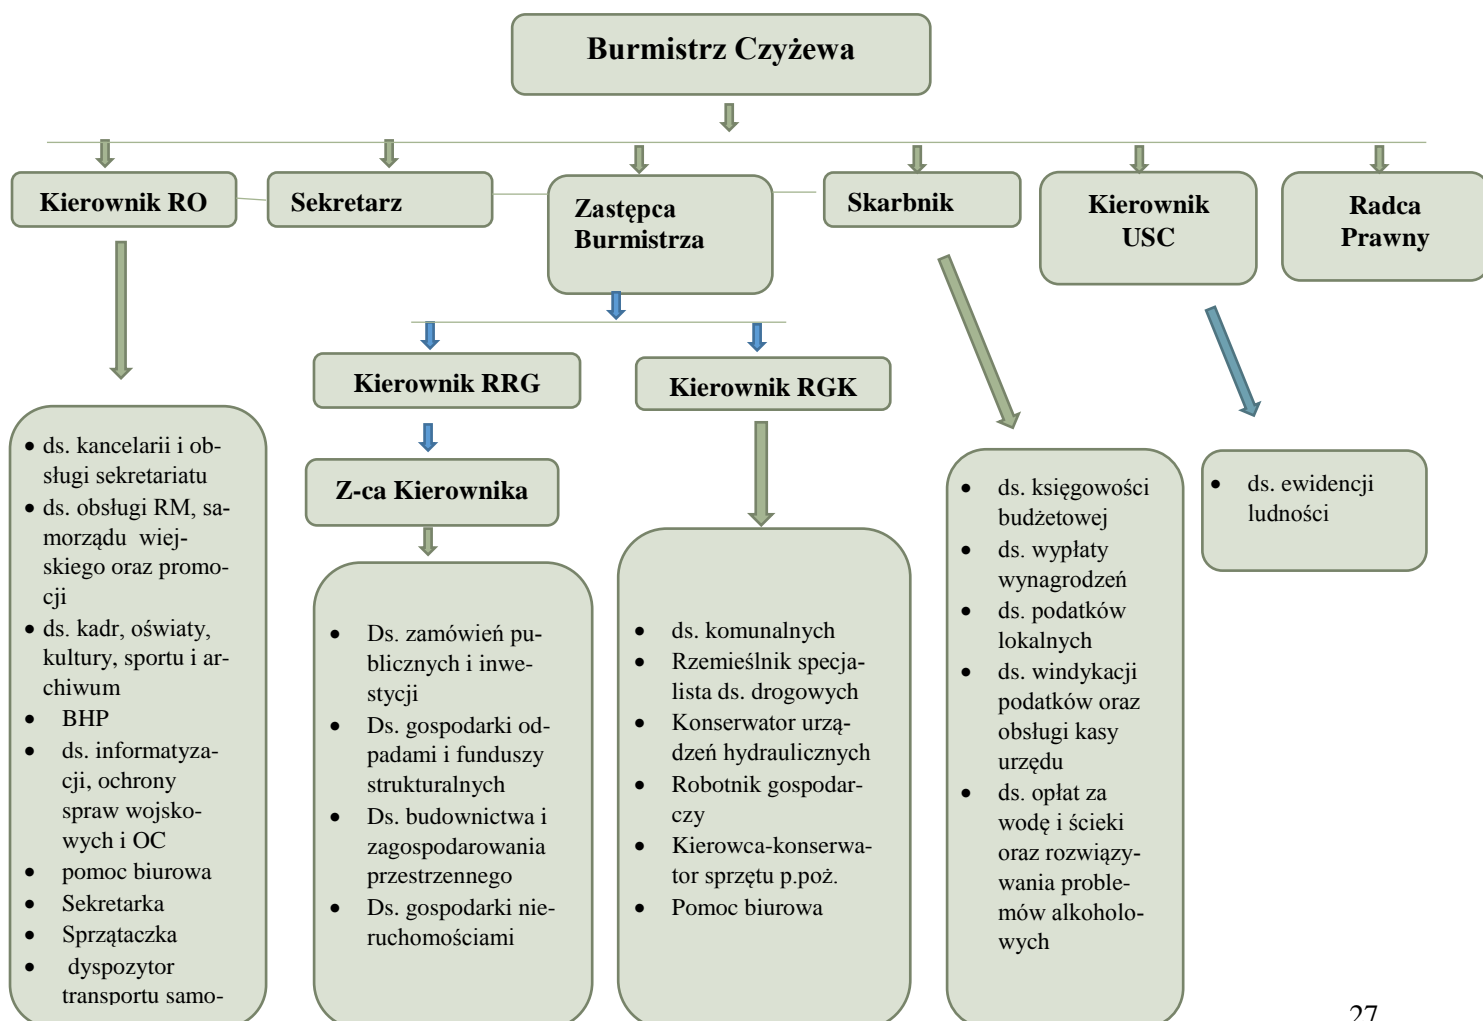 Burmistrz Czyżewa
Kierownik RO
Sekretarz
Zastępca
Burmistrza
Skarbnik
Kierownik
USC
Radca
Prawny
Kierownik RRG
Kierownik RGK
Z-ca Kierownika
• ds. kancelarii i ob-
sługi sekretariatu
• ds. obsługi RM, sa-
morządu wiej-
skiego oraz promo-
cji
• ds. kadr, oświaty,
kultury, sportu i ar-
chiwum
• BHP
• ds. informatyza-
cji, ochrony
spraw wojsko-
wych i OC
• pomoc biurowa
• Sekretarka
• Sprzątaczka
• dyspozytor
transportu samo-
• Ds. zamówień pu-
blicznych i inwe-
stycji
• Ds. gospodarki od-
padami i funduszy
strukturalnych
• Ds. budownictwa i
zagospodarowania
przestrzennego
• Ds. gospodarki nie-
ruchomościami
• ds. komunalnych
• Rzemieślnik specja-
lista ds. drogowych
• Konserwator urzą-
dzeń hydraulicznych
• Robotnik gospodar-
czy
• Kierowca-konserwa-
tor sprzętu p.poż.
• Pomoc biurowa
• ds. księgowości
budżetowej
• ds. wypłaty
wynagrodzeń
• ds. podatków
lokalnych
• ds. windykacji
podatków oraz
obsługi kasy
urzędu
• ds. opłat za
wodę i ścieki
oraz rozwiązy-
wania proble-
mów alkoholo-
wych
• ds. ewidencji
ludności
27